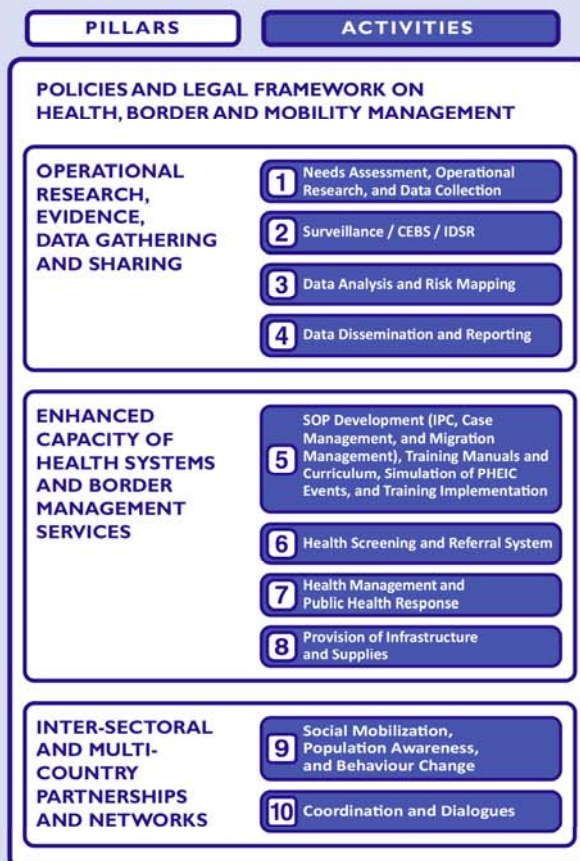 PILLARS
ACTIVITIES
POLICIES AND LEGAL FRAMEWORK ON
HEALTH, BORDER AND MOBILITY MANAGEMENT
OPERATIONAL
RESEARCH,
EVIDENCE,
DATA GATHERING
AND SHARING
1 Needs Assessment, Operational
Research, and Data Collection
2 Surveillance / CEBS / IDSR
3 Data Analysis and Risk Mapping
4 Data Dissemination and Reporting
ENHANCED
CAPACITY OF
HEALTH SYSTEMS
AND BORDER
MANAGEMENT
SERVICES
5 SOP Development (IPC, Case
Management, and Migration
Management), Training Manuals and
Curriculum, Simulation of PHEIC
Events, and Training Implementation
6 Health Screening and Referral System
7 Health Management and
Public Health Response
8 Provision of Infrastructure
and Supplies
INTER-SECTORAL
AND MULTI-
COUNTRY
PARTNERSHIPS
AND NETWORKS
9 Social Mobilization,
Population Awareness,
and Behaviour Change
10 Coordination and Dialogues